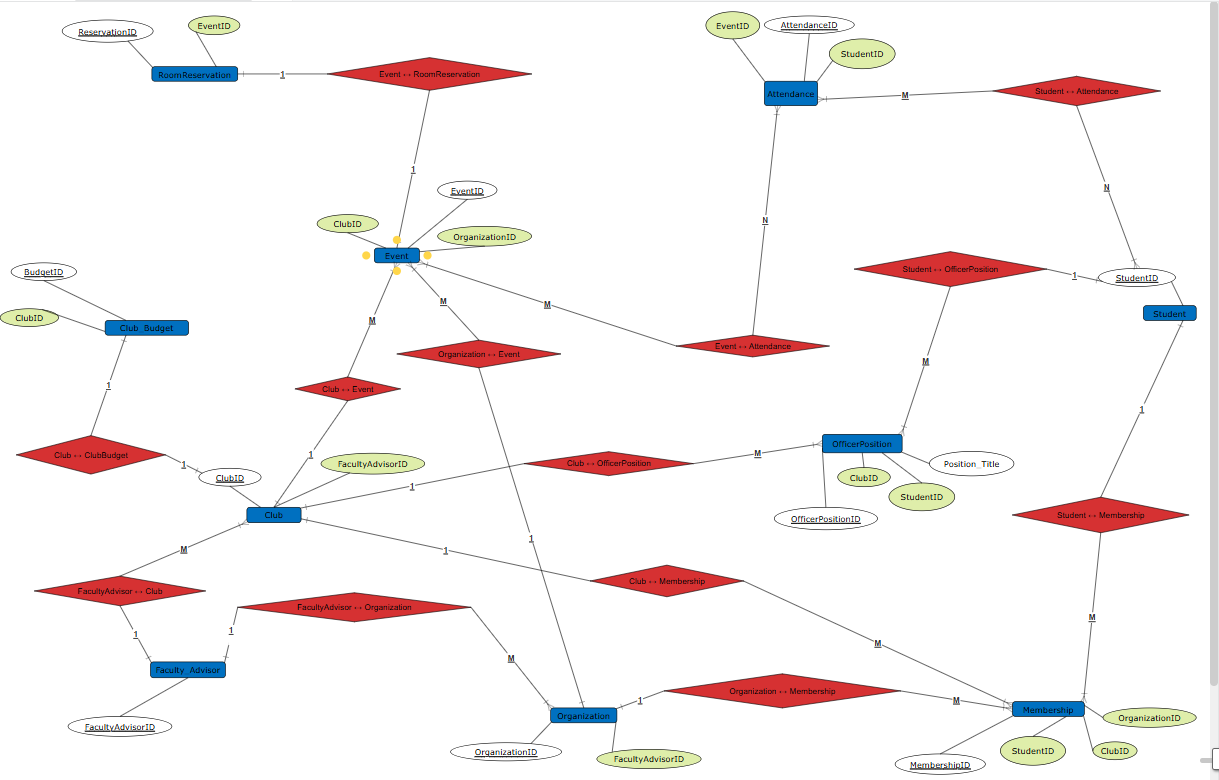 ReservationID
EventID
EventID
AttendanceID
StudentID
RoomReservation
1
Event ↔ RoomReservation
Attendance
M
Student ↔ Attendance
1
N
EventID
N
ClubID
OrganizationID
Event
BudgetID
Student ↔ OfficerPosition
1
StudentID
M
M
Student
ClubID
Club_Budget
M
Organization ↔ Event
Event ↔ Attendance
M
1
Club ↔ Event
1
OfficerPosition
Club ↔ ClubBudget
1
1
FacultyAdvisorID
Club ↔ OfficerPosition
M
Position_Title
ClubID
ClubID
1
StudentID
Club
OfficerPositionID
Student ↔ Membership
1
M
1
Club ↔ Membership
FacultyAdvisor ↔ Club
FacultyAdvisor ↔ Organization
M
1
1
M
M
Faculty_Advisor
Organization ↔ Membership
1
M
Organization
Membership
OrganizationID
FacultyAdvisorID
OrganizationID
FacultyAdvisorID
StudentID
ClubID
MembershipID